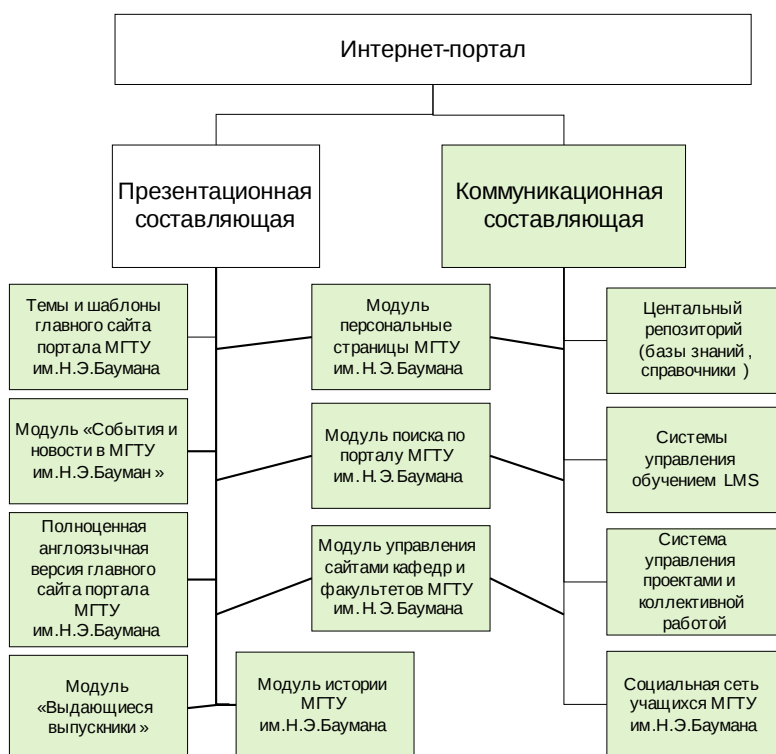 Интернет-портал
Презентационная
составляющая
Коммуникационная
составляющая
Темы и шаблоны
главного сайта
портала МГТУ
им.Н.Э.Баумана
Модуль
персональные
страницы МГТУ
им.Н.Э.Баумана
Центальный
репозиторий
(базы знаний ,
справочники )
Модуль «События и
новости в МГТУ
им.Н.Э.Бауман »
Модуль поиска по
порталу МГТУ
им.Н.Э.Баумана
Системы
управления
обучением LMS
Полноценная
англоязычная
версия главного
сайта портала
МГТУ
им.Н.Э.Баумана
Модуль управления
сайтами кафедр и
факультетов МГТУ
им.Н.Э.Баумана
Система
управления
проектами и
коллективной
работой
Модуль
«Выдающиеся
выпускники »
Модуль истории
МГТУ
им.Н.Э.Баумана
Социальная сеть
учащихся МГТУ
им.Н.Э.Баумана